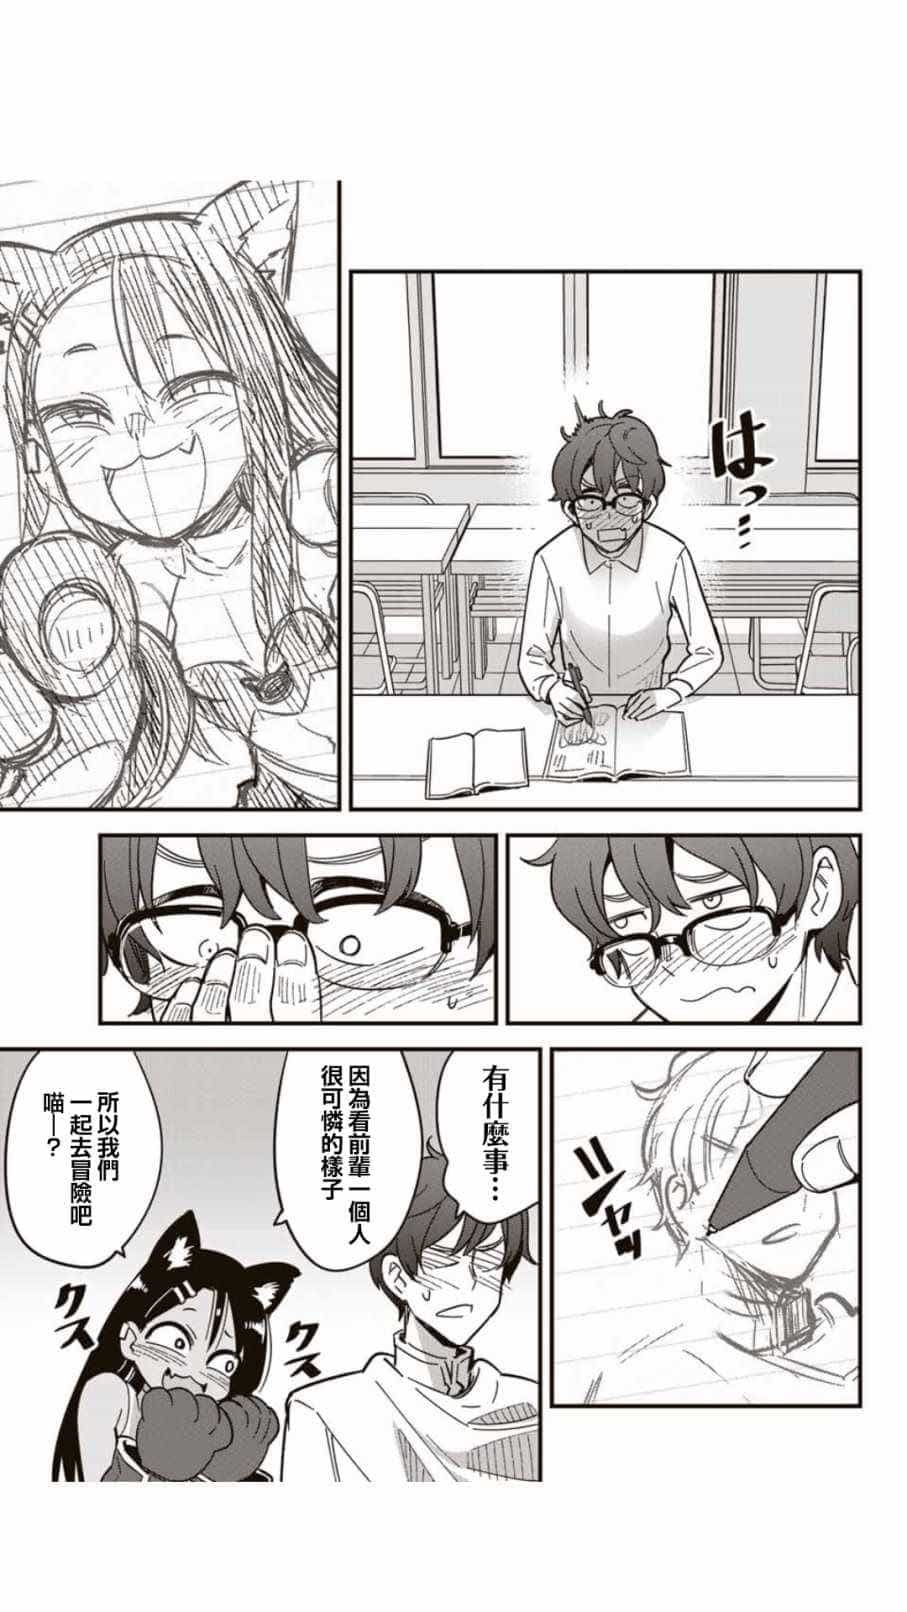 はっ…
シャッ
有什麼事…
因為看前輩一個人
很可憐的樣子
所以我們
一起去冒險吧
喵—?
クス
クス